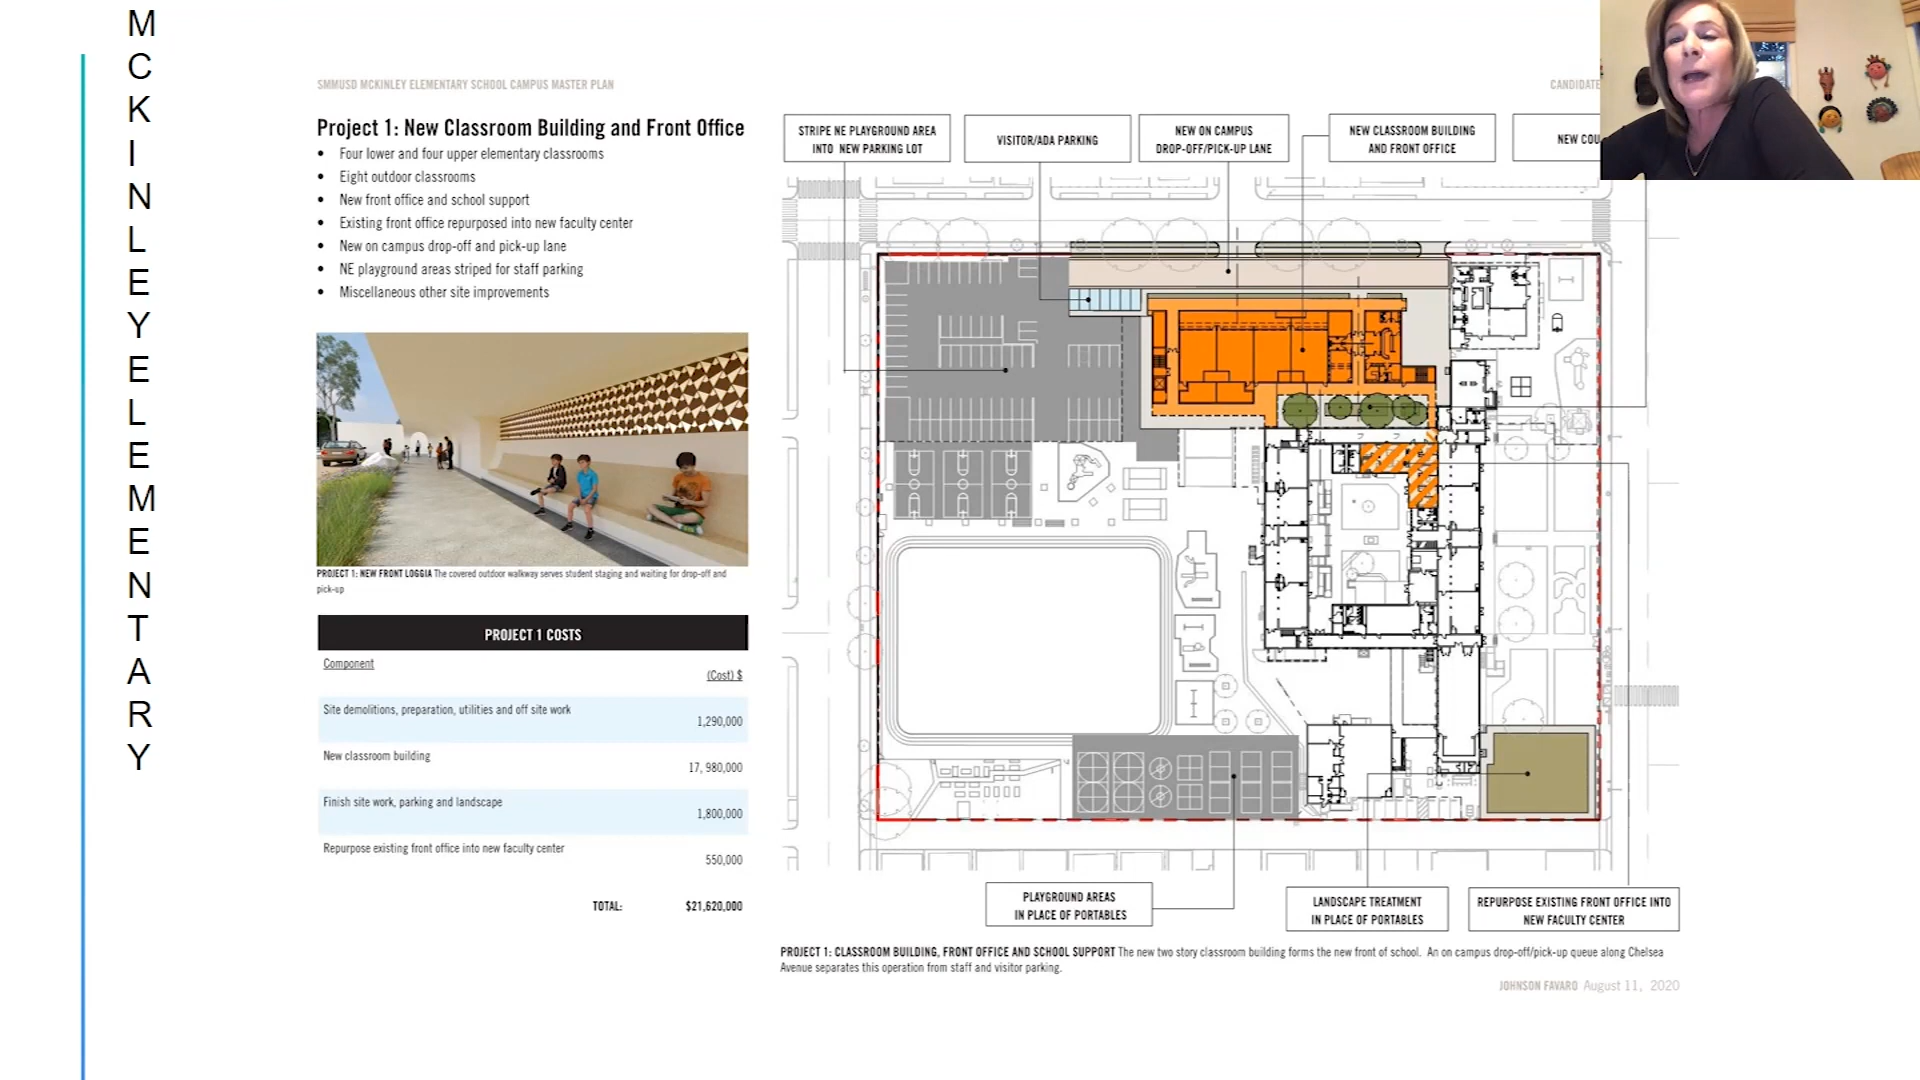 MCKINLEYELEMENTARY
SMMUSD MCKINLEY ELEMENTARY SCHOOL CAMPUS MASTER PLAN
CANDIDATE
Project 1: New Classroom Building and Front Office
• Four lower and four upper elementary classrooms
• Eight outdoor classrooms
• New front office and school support
• Existing front office repurposed into new faculty center
• New on campus drop-off and pick-up lane
• NE playground areas striped for staff parking
• Miscellaneous other site improvements
PROJECT 1: NEW FRONT LOGGIA The covered outdoor walkway serves student staging and waiting for drop-off and
pick-up
PROJECT 1 COSTS
Component
(Cost) $
Site demolitions, preparation, utilities and off site work
1,290,000
New classroom building
17, 980,000
Finish site work, parking and landscape
1,800,000
Repurpose existing front office into new faculty center
550,000
TOTAL: $21,620,000
STRIPE NE PLAYGROUND AREA
INTO NEW PARKING LOT
VISITOR/ADA PARKING
NEW ON CAMPUS
DROP-OFF/PICK-UP LANE
NEW CLASSROOM BUILDING
AND FRONT OFFICE
NEW COU
PLAYGROUND AREAS
IN PLACE OF PORTABLES
LANDSCAPE TREATMENT
IN PLACE OF PORTABLES
REPURPOSE EXISTING FRONT OFFICE INTO
NEW FACULTY CENTER
PROJECT 1: CLASSROOM BUILDING, FRONT OFFICE AND SCHOOL SUPPORT The new two story classroom building forms the new front of school. An on campus drop-off/pick-up queue along Chelsea
Avenue separates this operation from staff and visitor parking.
JOHNSON FAVARO August 11, 2020